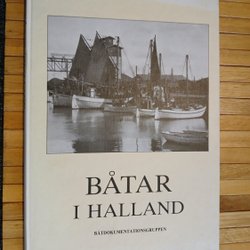 BÅTAR
I HALLAND
BÅTDOKUMENTATIONSGRUPPEN